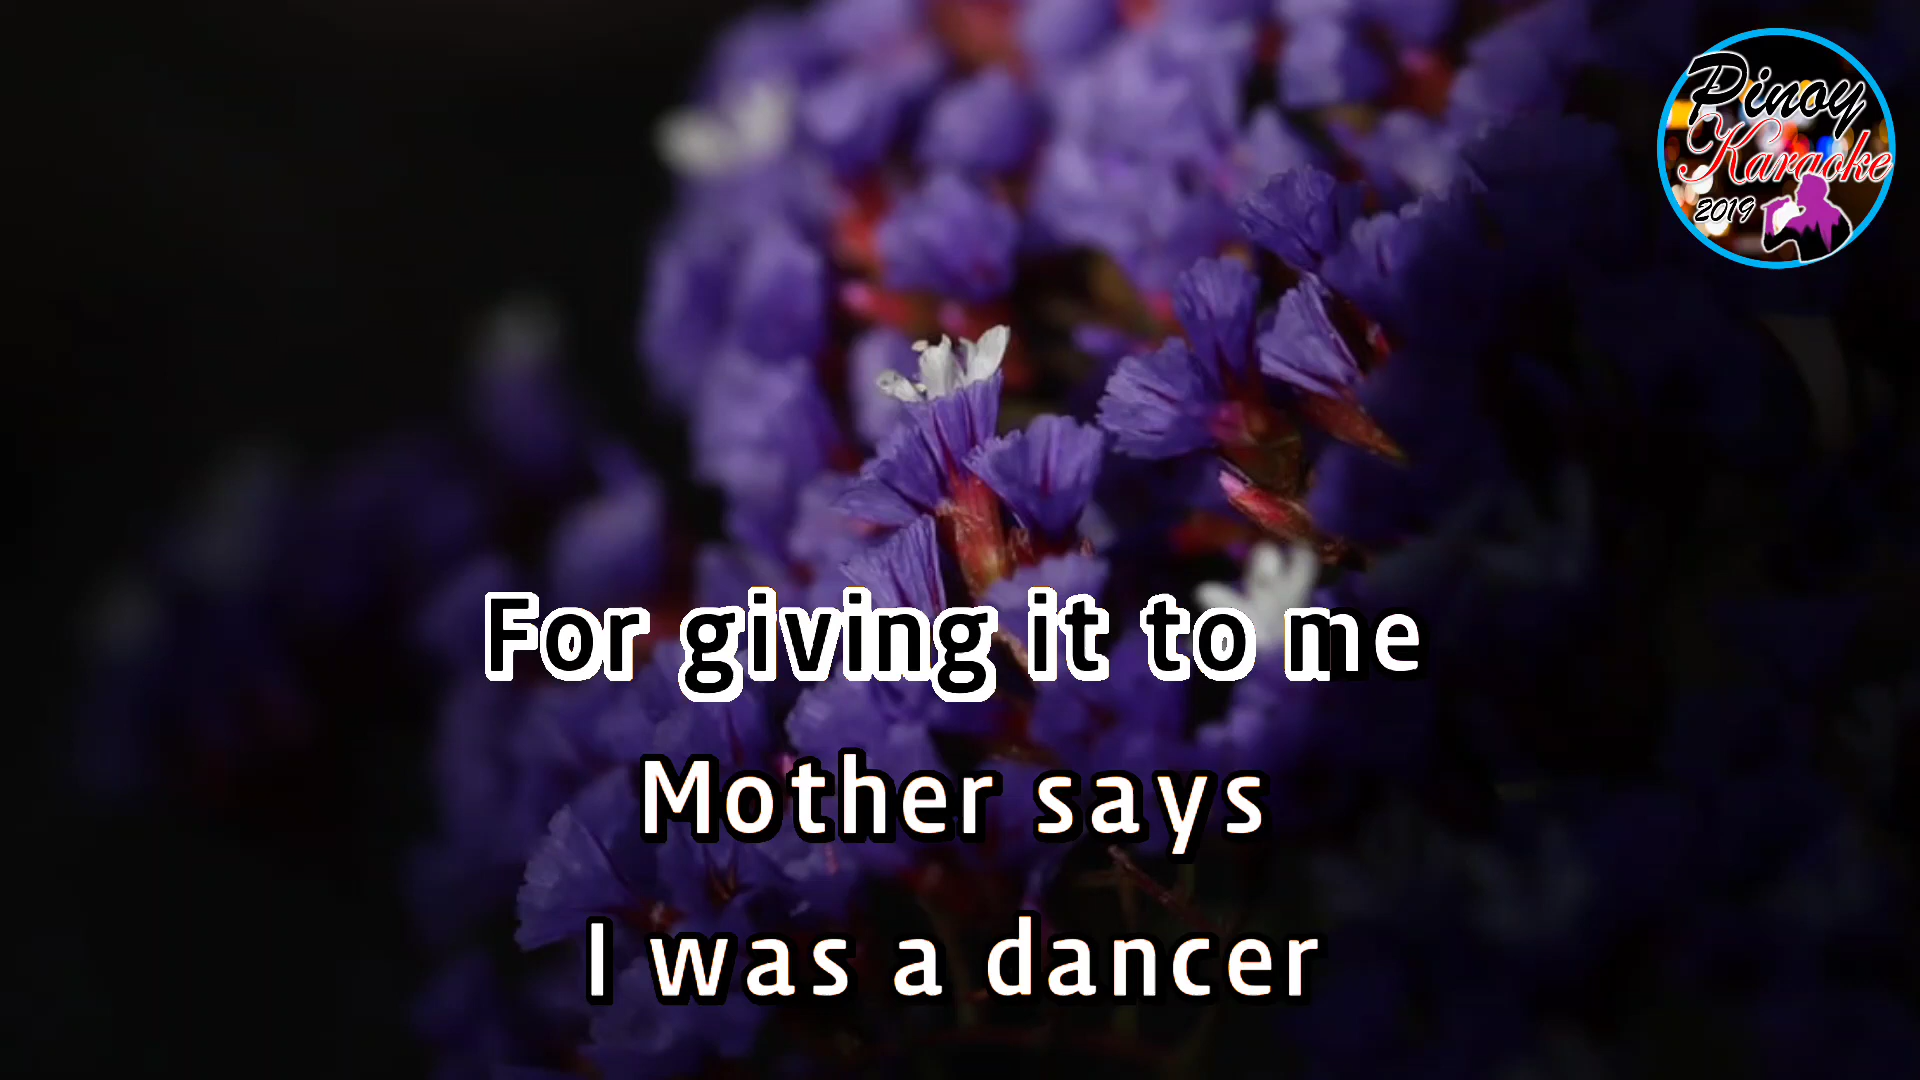 Pinoy
Karaoke
2019
For giving it to me
Mother says
I was a dancer